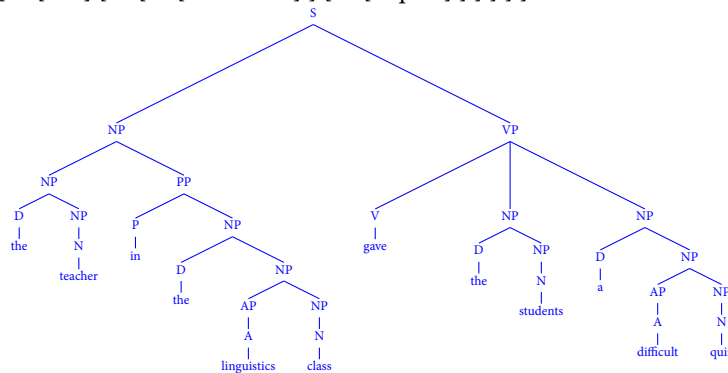 S
NP VP
NP PP
D NP P NP V NP NP
the N in gave
teacher D NP D NP D NP
the the N a
AP NP students AP NP
A N A N
linguistics class difficult